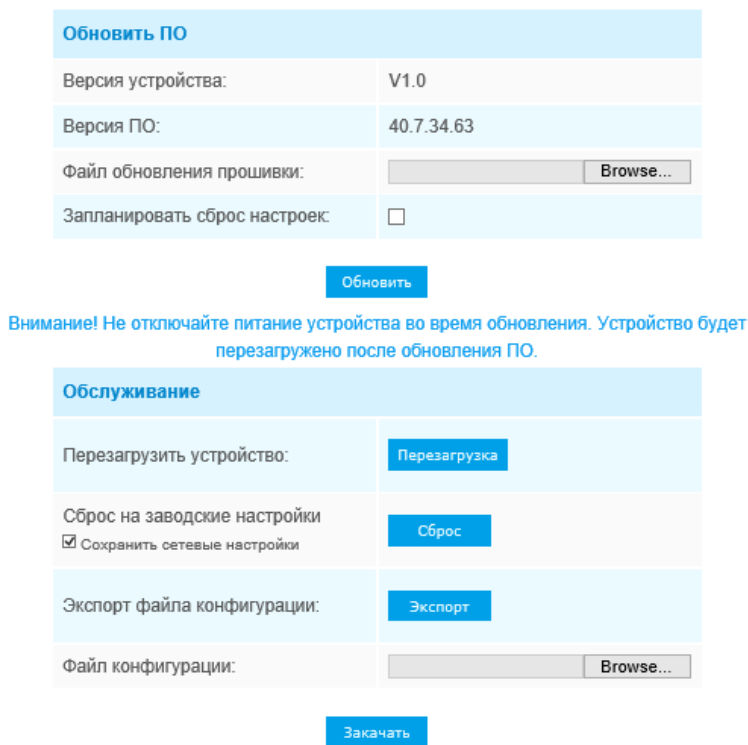 Обновить ПО
Версия устройства: V1.0
Версия ПО: 40.7.34.63
Файл обновления прошивки: Browse...
Запланировать сброс настроек:
Обновить
Внимание! Не отключайте питание устройства во время обновления. Устройство будет
перезагружено после обновления ПО.
Обслуживание
Перезагрузить устройство: Перезагрузка
Сброс на заводские настройки
Сохранить сетевые настройки
Сброс
Экспорт файла конфигурации: Экспорт
Файл конфигурации: Browse...
Закачать